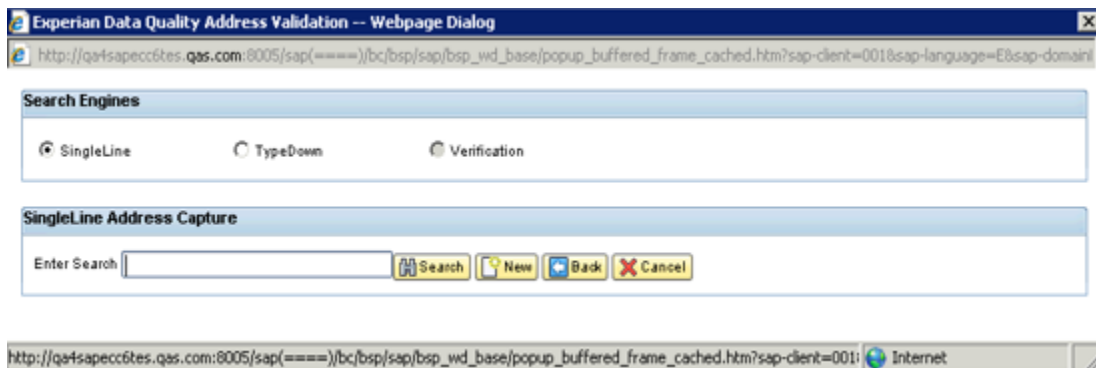 Experian Data Quality Address Validation -- Webpage Dialog
http://qa4sapecc6tes.qas.com:8005/sap(====)/bc/bsp/sap/bsp_wd_base/popup_buffered_frame_cached.htm?sap-client=001&sap-language=E&sap-domainl
Search Engines
SingleLine TypeDown Verification
SingleLine Address Capture
Enter Search Search New Back Cancel
http://qa4sapecc6tes.qas.com:8005/sap(====)/bc/bsp/sap/bsp_wd_base/popup_buffered_frame_cached.htm?sap-client=001& Internet